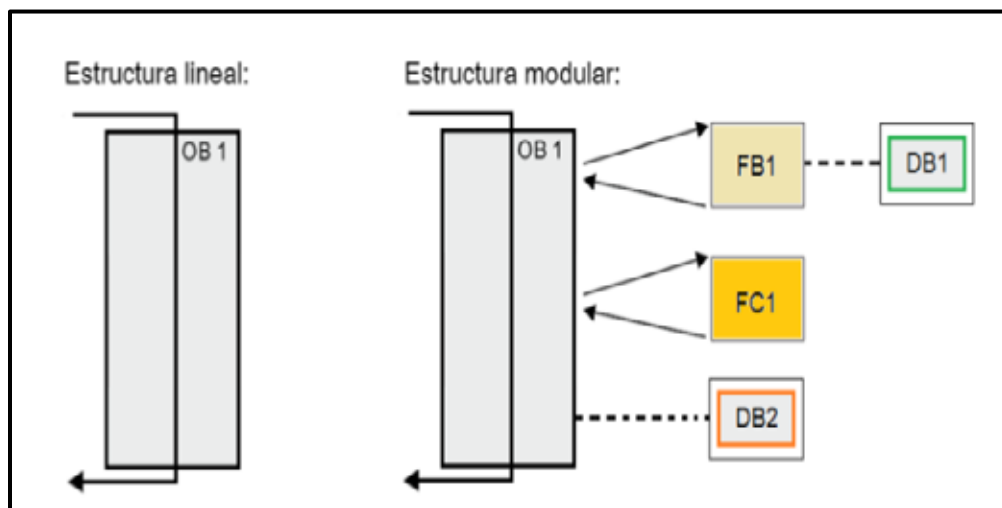 Estructura lineal:
Estructura modular:
OB 1
OB 1
FB1
DB1
FC1
DB2